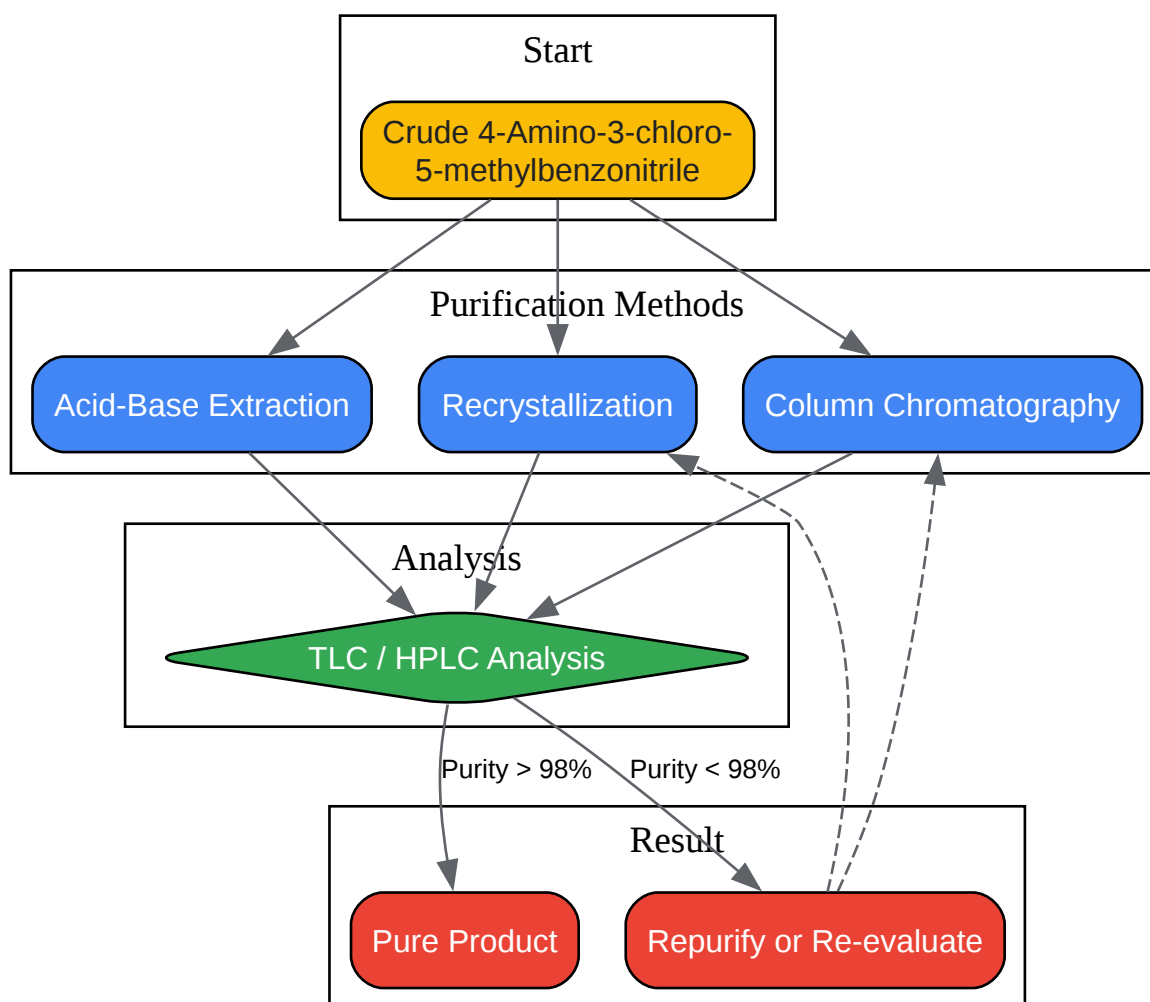 Start
Crude 4-Amino-3-chloro-
5-methylbenzonitrile
Purification Methods
Acid-Base Extraction
Recrystallization
Column Chromatography
Analysis
TLC / HPLC Analysis
Purity > 98%
Purity < 98%
Result
Pure Product
Repurify or Re-evaluate